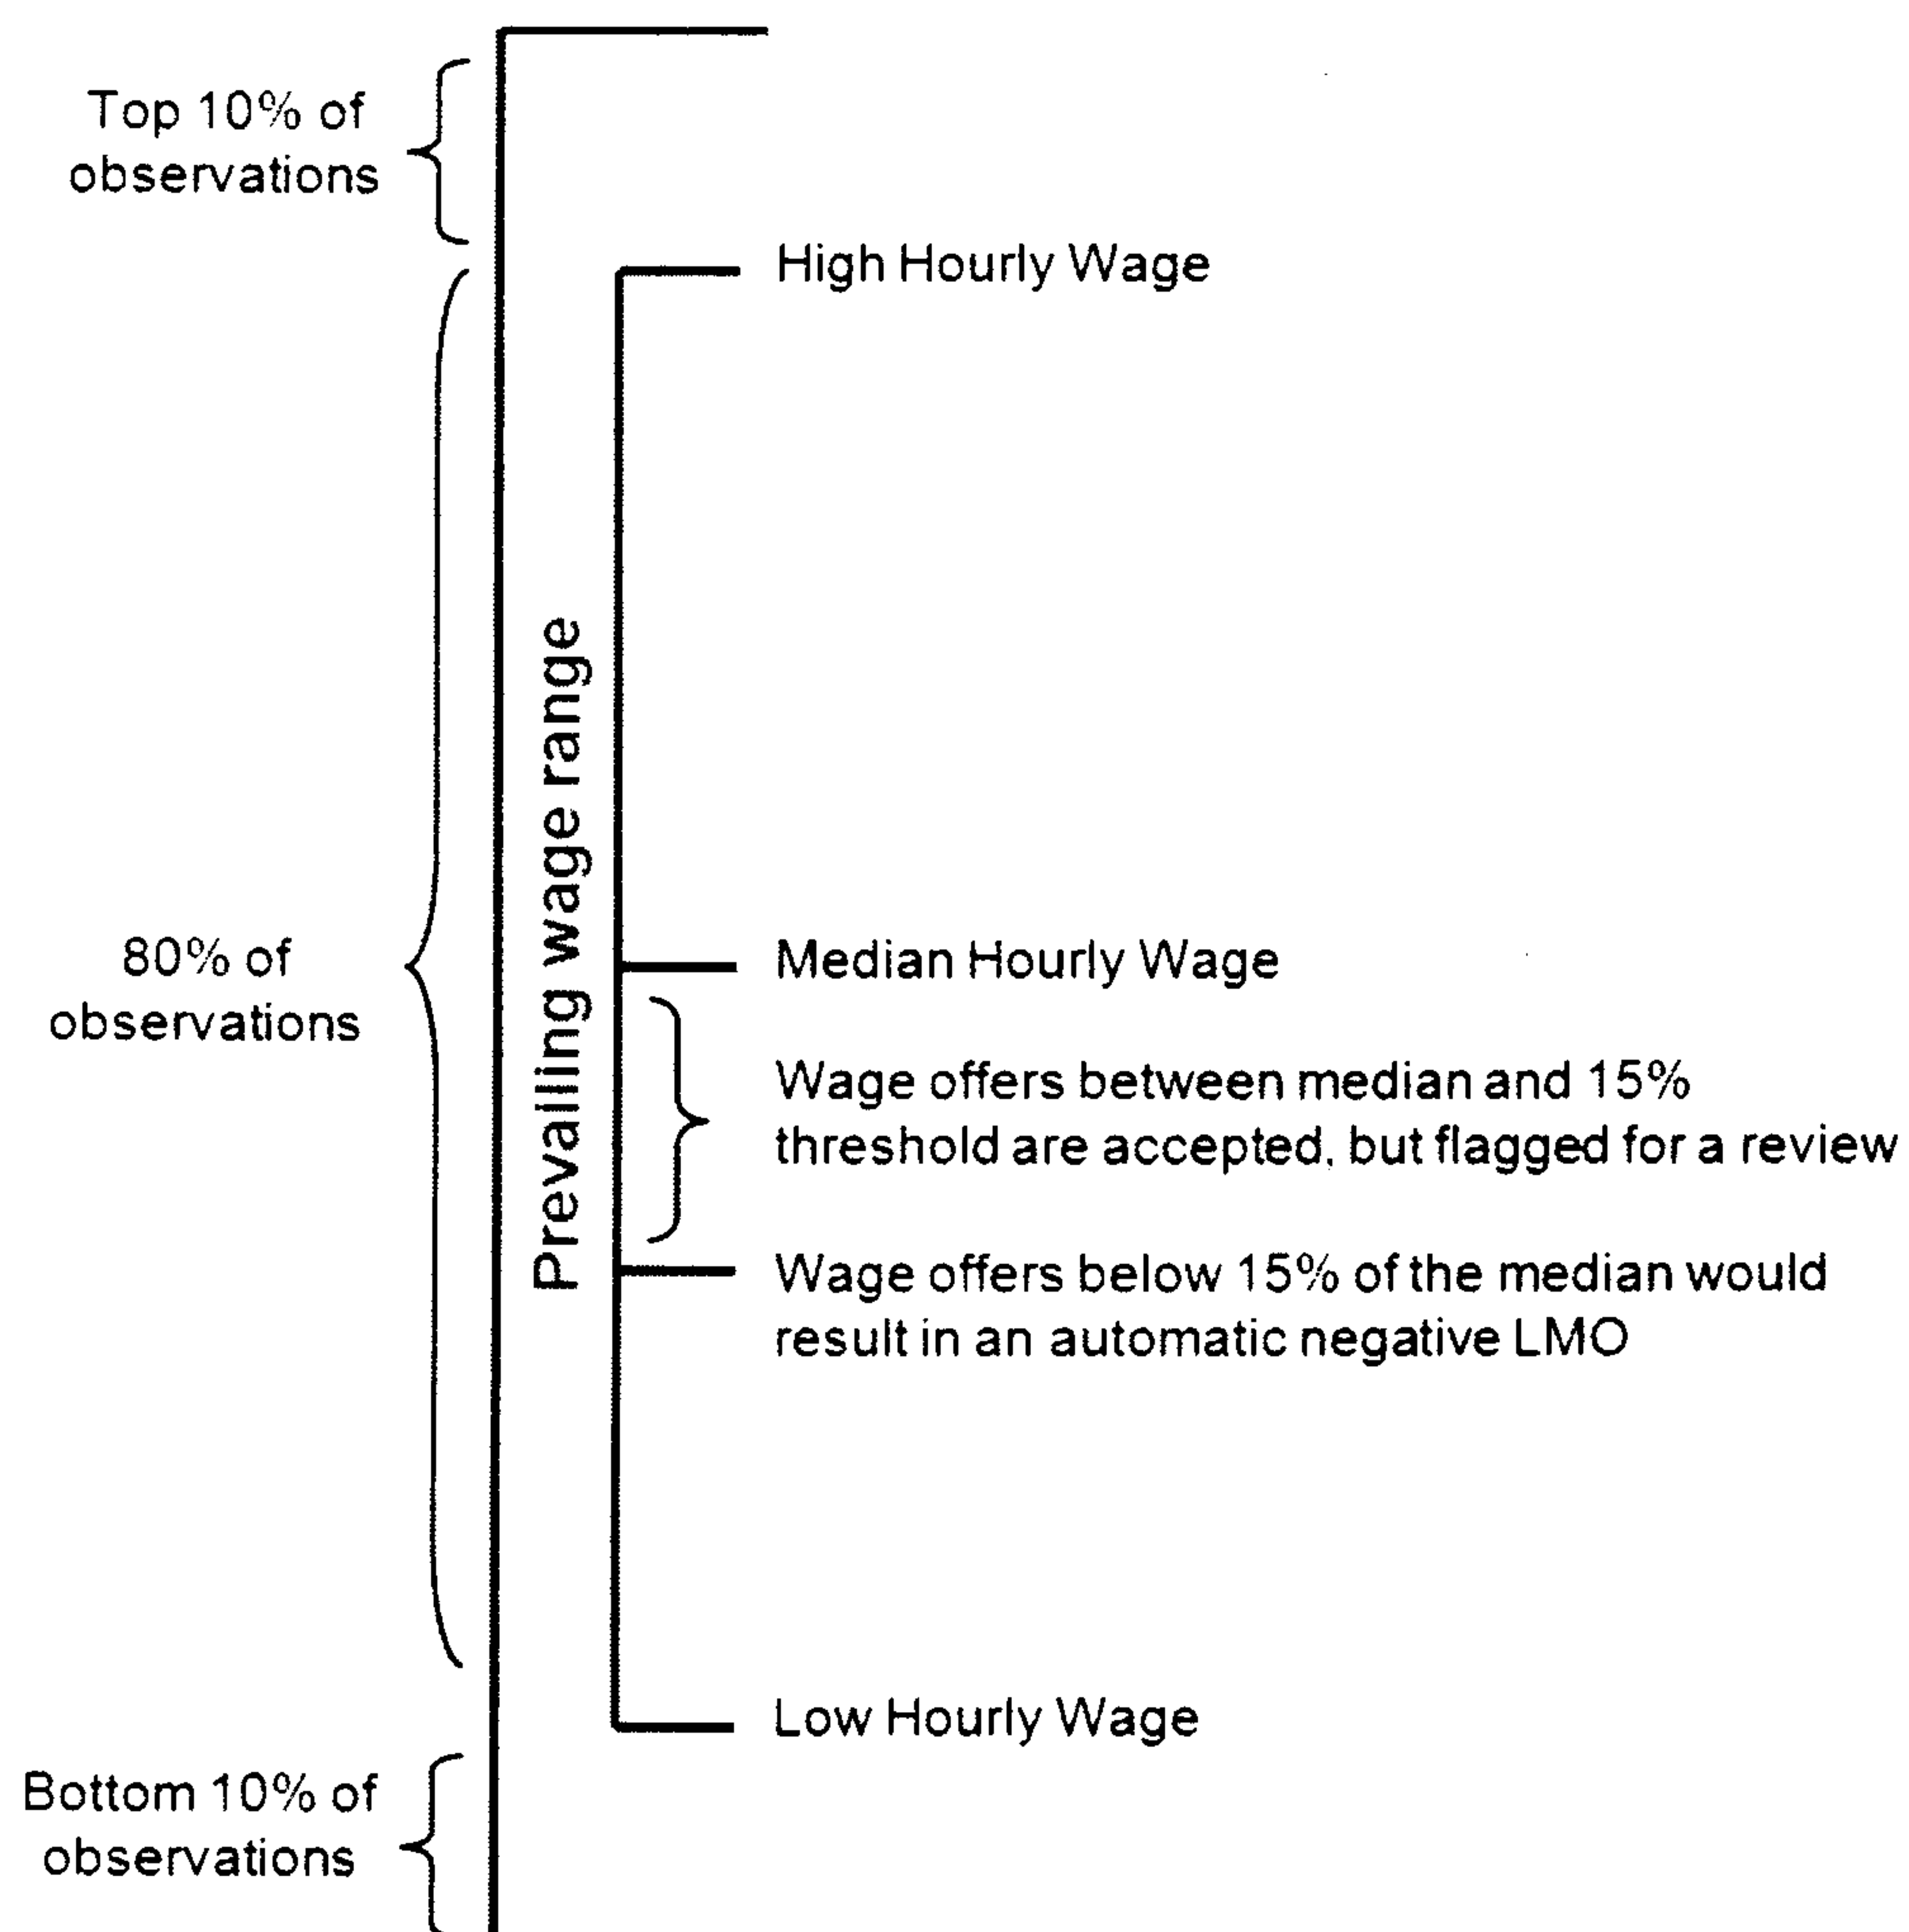 Top 10% of
observations
High Hourly Wage
Prevailing wage range
80% of
observations
Median Hourly Wage
Wage offers between median and 15%
threshold are accepted, but flagged for a review
Wage offers below 15% of the median would
result in an automatic negative LMO
Low Hourly Wage
Bottom 10% of
observations